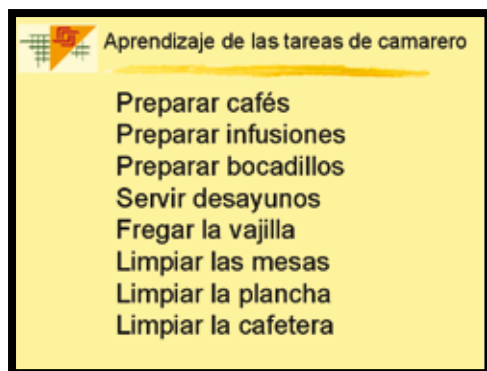 Aprendizaje de las tareas de camarero
Preparar cafés
Preparar infusiones
Preparar bocadillos
Servir desayunos
Fregar la vajilla
Limpiar las mesas
Limpiar la plancha
Limpiar la cafetera